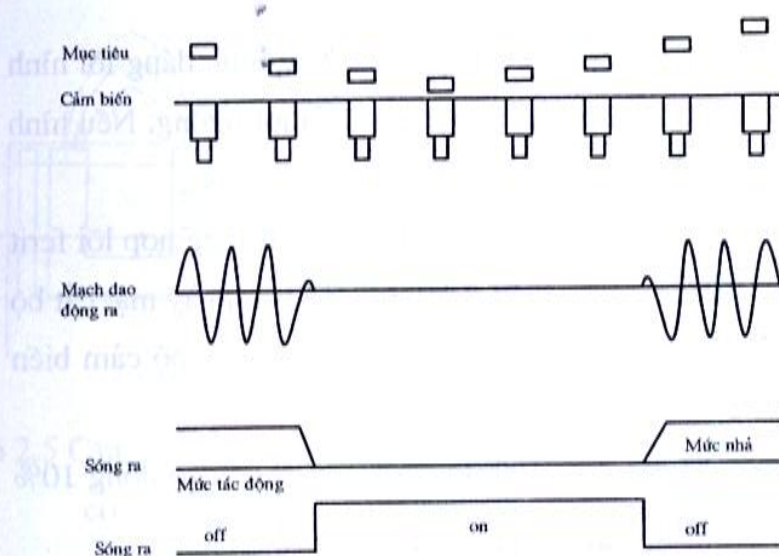 Mục tiêu
Cảm biến
Mạch dao
động ra
Sóng ra
Mức nhả
Mức tác động
Sóng ra
off
on
off